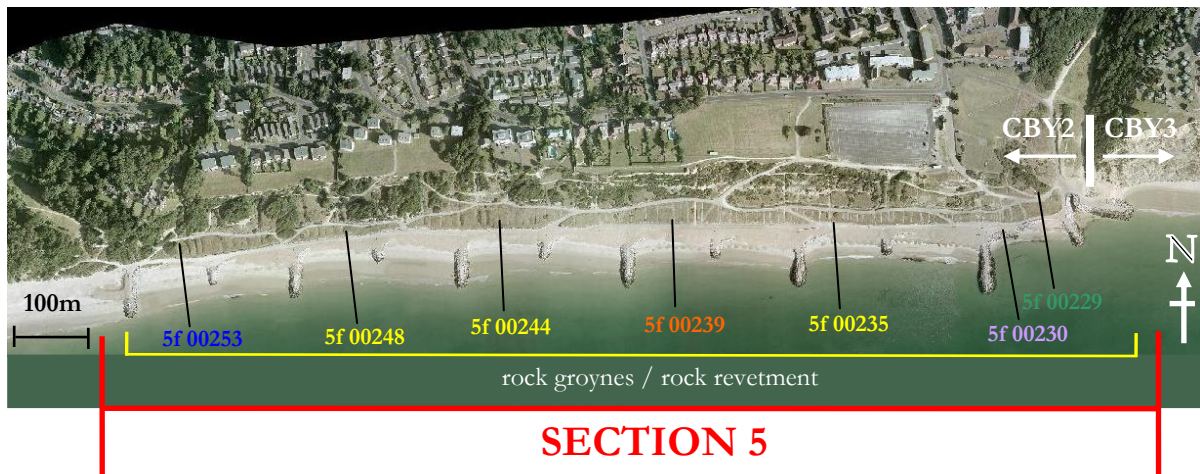 CBY2 CBY3
N
100m
5f 00253
5f 00248
5f 00244
5f 00239
5f 00235
5f 00230
5f 00229
rock groynes / rock revetment
SECTION 5